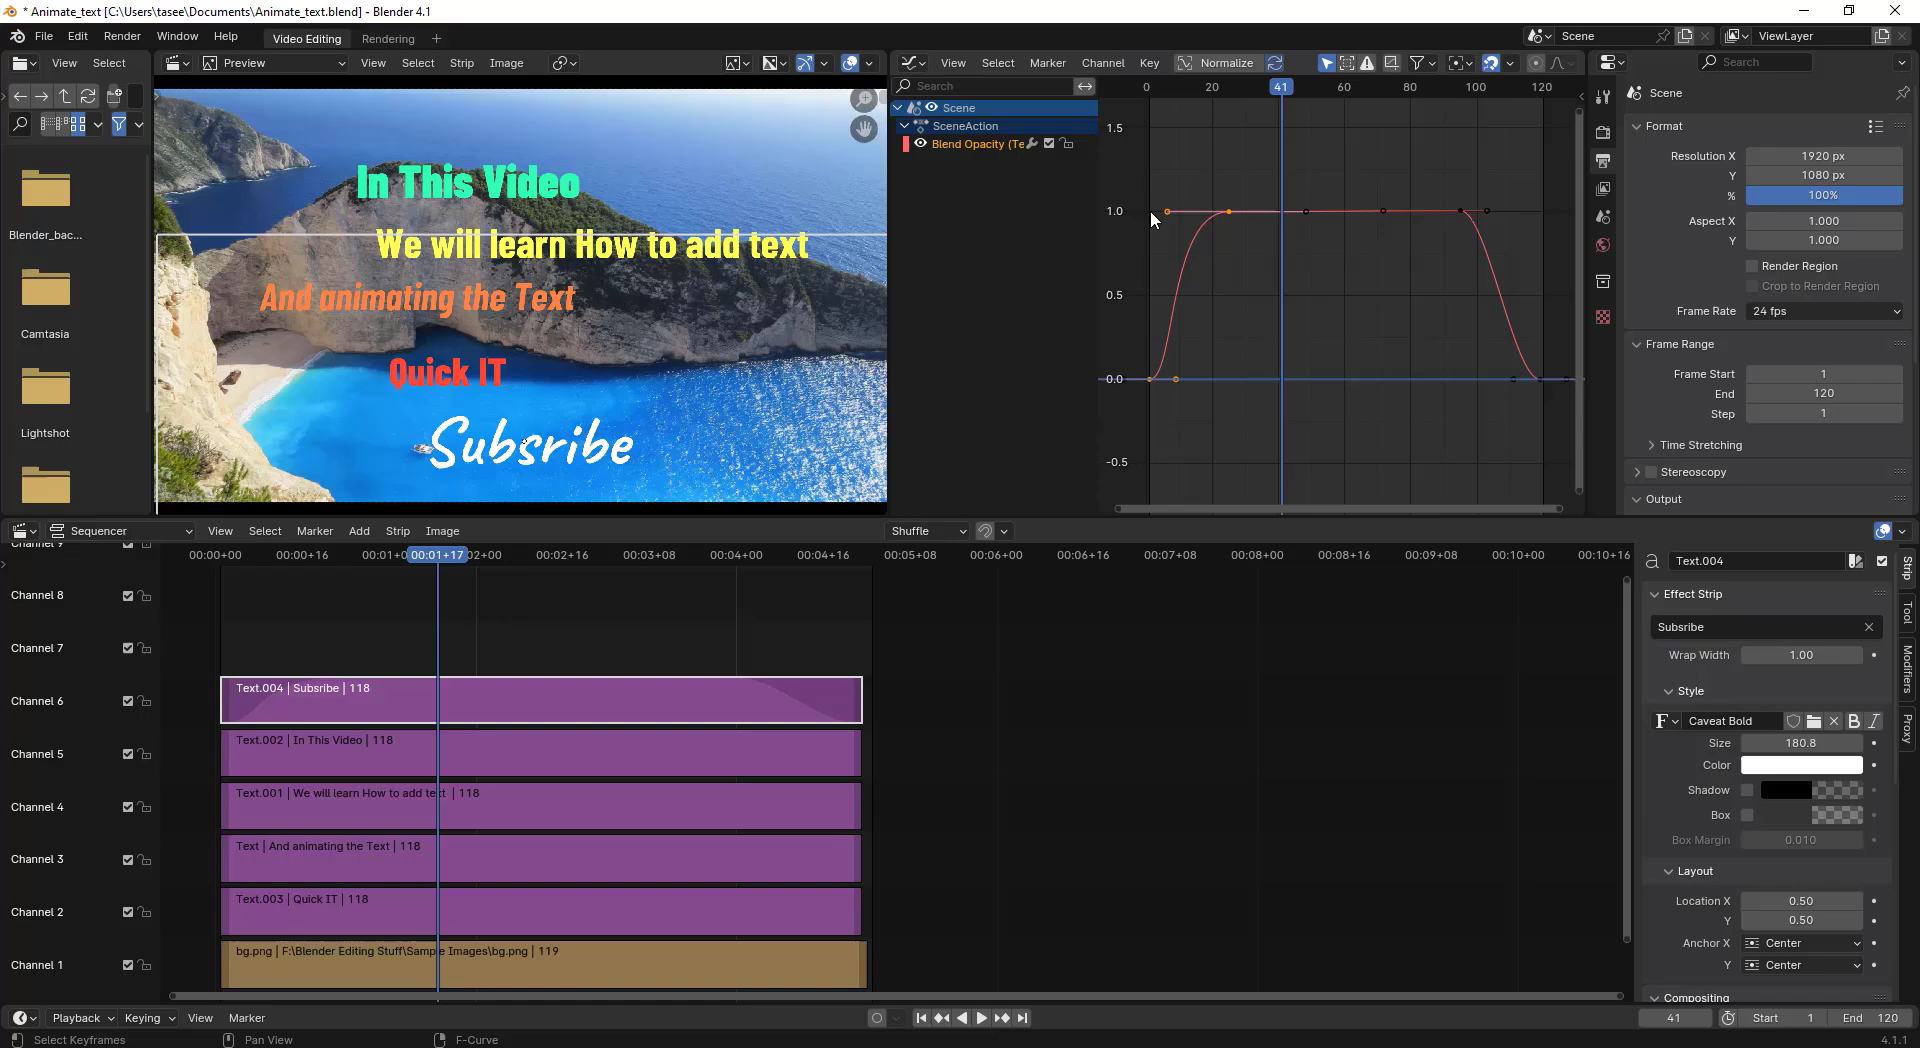 * Animate_text [C:\Users\tasee\Documents\Animate_text.blend] - Blender 4.1
File Edit Render Window Help Video Editing Rendering + Scene ViewLayer
View Select Preview View Select Strip Image View Select Marker Channel Key Normalize Search
Search 0 20 41 60 80 100 120
Scene
SceneAction
Blend Opacity (Te
1.5
1.0
0.5
0.0
-0.5
Blender_bac...
Camtasia
Lightshot
In This Video
We will learn How to add text
And animating the Text
Quick IT
Subsribe
Scene
Format
Resolution X 1920 px
Y 1080 px
% 100%
Aspect X 1.000
Y 1.000
Render Region
Crop to Render Region
Frame Rate 24 fps
Frame Range
Frame Start 1
End 120
Step 1
Time Stretching
Stereoscopy
Output
Sequencer View Select Marker Add Strip Image Shuffle
Channel 9 00:00+00 00:00+16 00:01+0 00:01+17 02+00 00:02+16 00:03+08 00:04+00 00:04+16 00:05+08 00:06+00 00:06+16 00:07+08 00:08+00 00:08+16 00:09+08 00:10+00 00:10+16
Channel 8
Channel 7
Channel 6 Text.004 | Subsribe | 118
Channel 5 Text.002 | In This Video | 118
Channel 4 Text.001 | We will learn How to add text | 118
Channel 3 Text | And animating the Text | 118
Channel 2 Text.003 | Quick IT | 118
Channel 1 bg.png | F:\Blender Editing Stuff\Sample Images\bg.png | 119
Text.004
Effect Strip
Subsribe
Wrap Width 1.00
Style
F Caveat Bold B I
Size 180.8
Color
Shadow
Box
Box Margin 0.010
Layout
Location X 0.50
Y 0.50
Anchor X Center
Y Center
Compositing
Strip
Tool
Modifiers
Proxy
Playback Keying View Marker 41 Start 1 End 120
Select Keyframes Pan View F-Curve 4.1.1